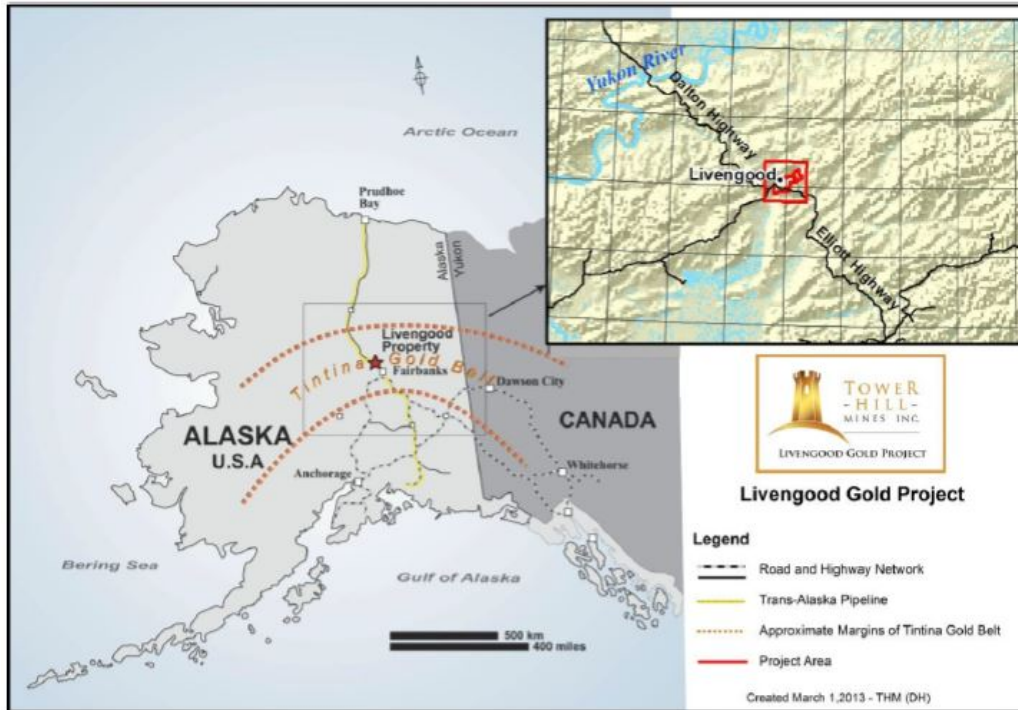 Arctic Ocean
Prudhoe
Bay
Alaska
Yukon
Livengood
Property
Tintina Gold Belt
Fairbanks
Dawson City
ALASKA
U.S.A
CANADA
Anchorage
Whitehorse
Bering Sea
Gulf of Alaska
500 km
400 miles
Yukon River
Dalton Highway
Livengood
Elliott Highway
TOWER
-HILL-
MINES INC.
LIVENGOOD GOLD PROJECT
Livengood Gold Project
Legend
Road and Highway Network
Trans-Alaska Pipeline
Approximate Margins of Tintina Gold Belt
Project Area
Created March 1,2013 - THM (DH)